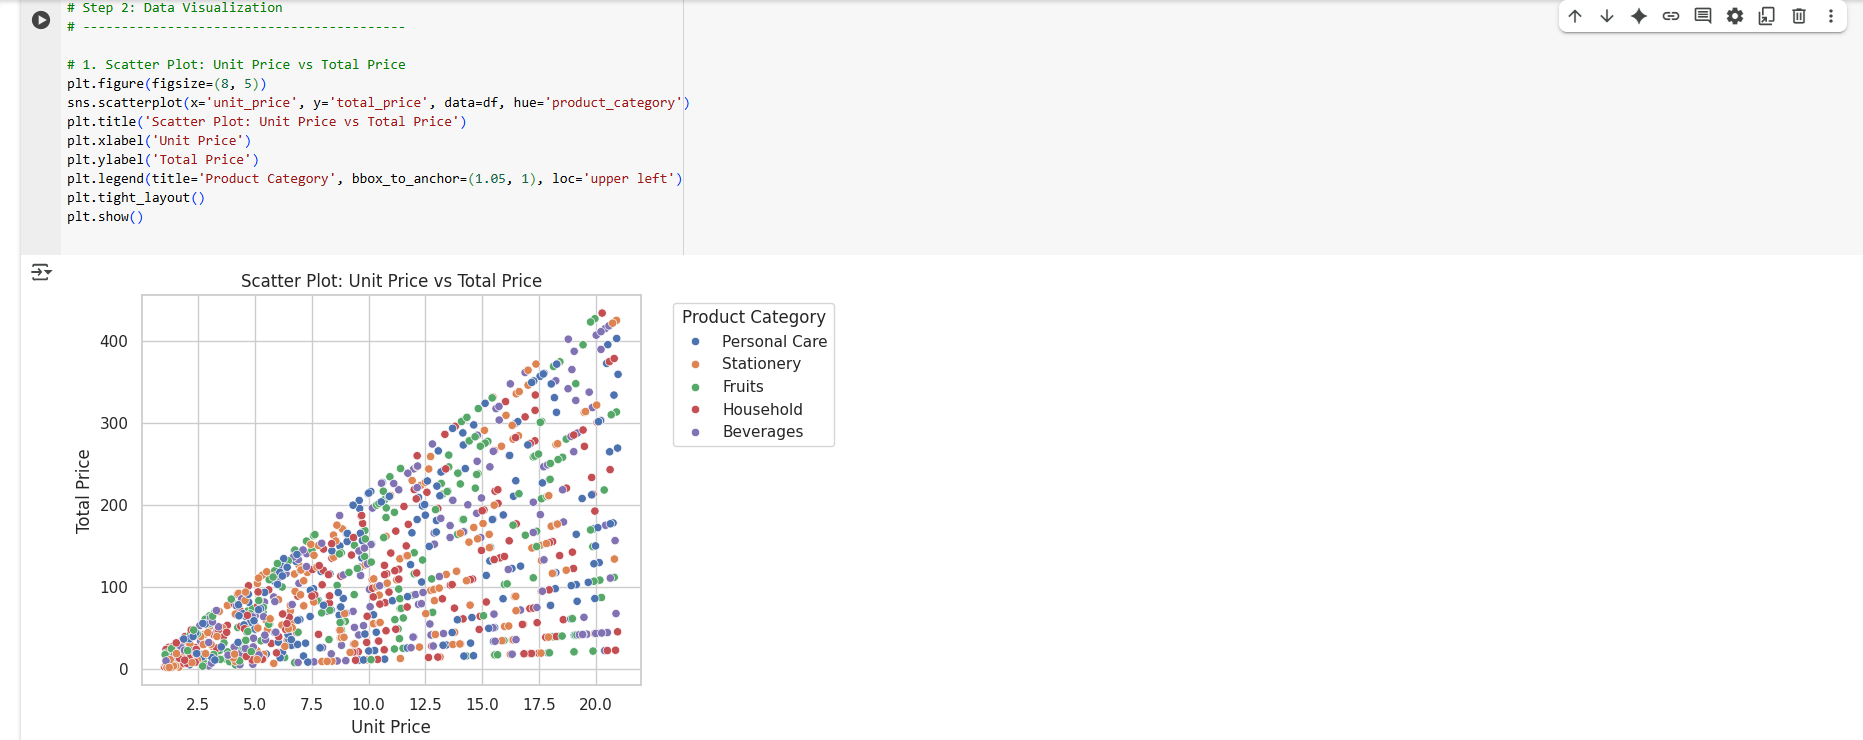 # Step 2: Data Visualization
# ------------------------------------------
# 1. Scatter Plot: Unit Price vs Total Price
plt.figure(figsize=(8, 5))
sns.scatterplot(x='unit_price', y='total_price', data=df, hue='product_category')
plt.title('Scatter Plot: Unit Price vs Total Price')
plt.xlabel('Unit Price')
plt.ylabel('Total Price')
plt.legend(title='Product Category', bbox_to_anchor=(1.05, 1), loc='upper left')
plt.tight_layout()
plt.show()
Scatter Plot: Unit Price vs Total Price
Total Price
400
300
200
100
0
2.5 5.0 7.5 10.0 12.5 15.0 17.5 20.0
Unit Price
Product Category
Personal Care
Stationery
Fruits
Household
Beverages